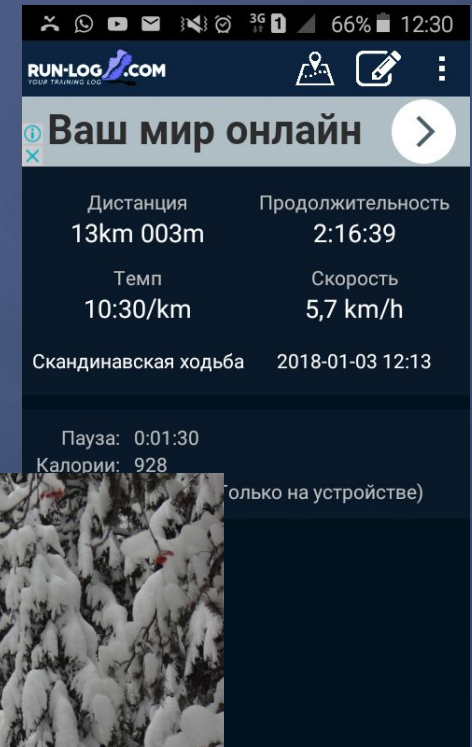 3G 1 66% 12:30
RUN-LOG.COM
YOUR TRAINING LOG
Ваш мир онлайн
Дистанция Продолжительность
13km 003m 2:16:39
Темп Скорость
10:30/km 5,7 km/h
Скандинавская ходьба 2018-01-03 12:13
Пауза: 0:01:30
Калории: 928
только на устройстве)